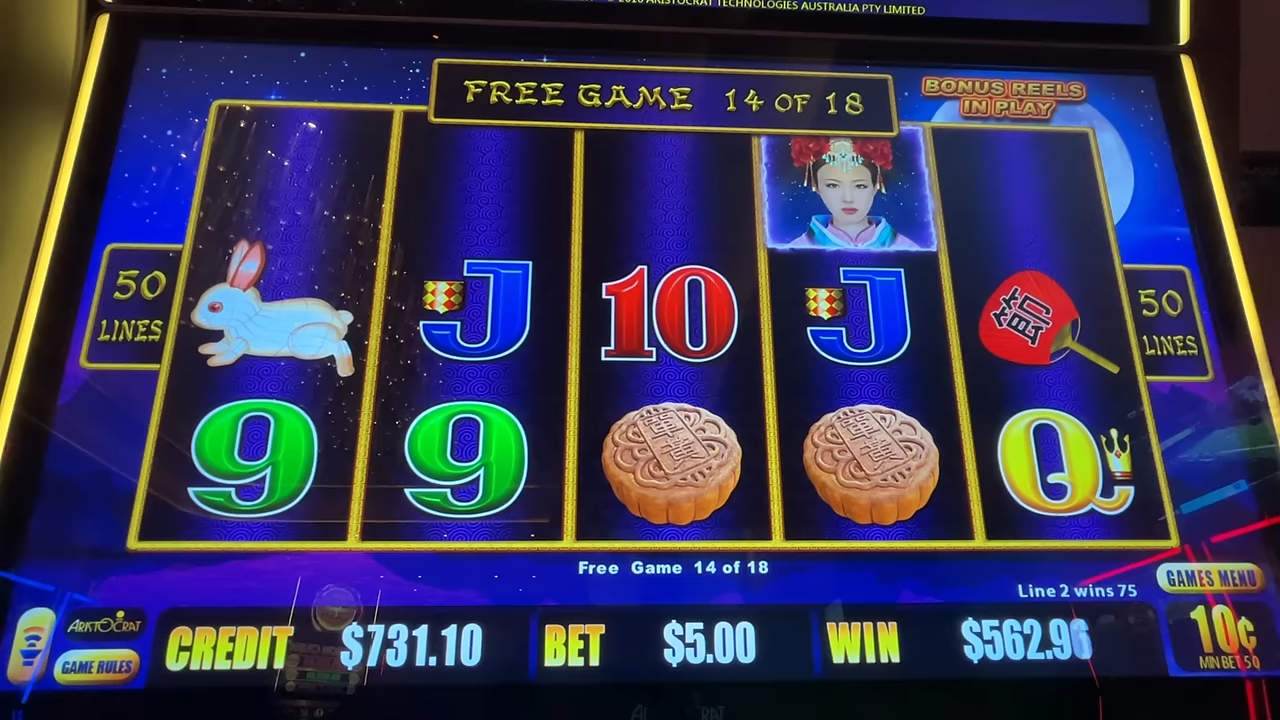 © 2016 ARISTOCRAT TECHNOLOGIES AUSTRALIA PTY LIMITED
FREE GAME 14 OF 18
BONUS REELS
IN PLAY
50
LINES
50
LINES
J
10
J
福
9
9
Q
Free Game 14 of 18
Line 2 wins 75
GAMES MENU
ARISTOCRAT
GAME RULES
CREDIT $731.10
BET $5.00
WIN $562.96
10¢
MIN BET 50